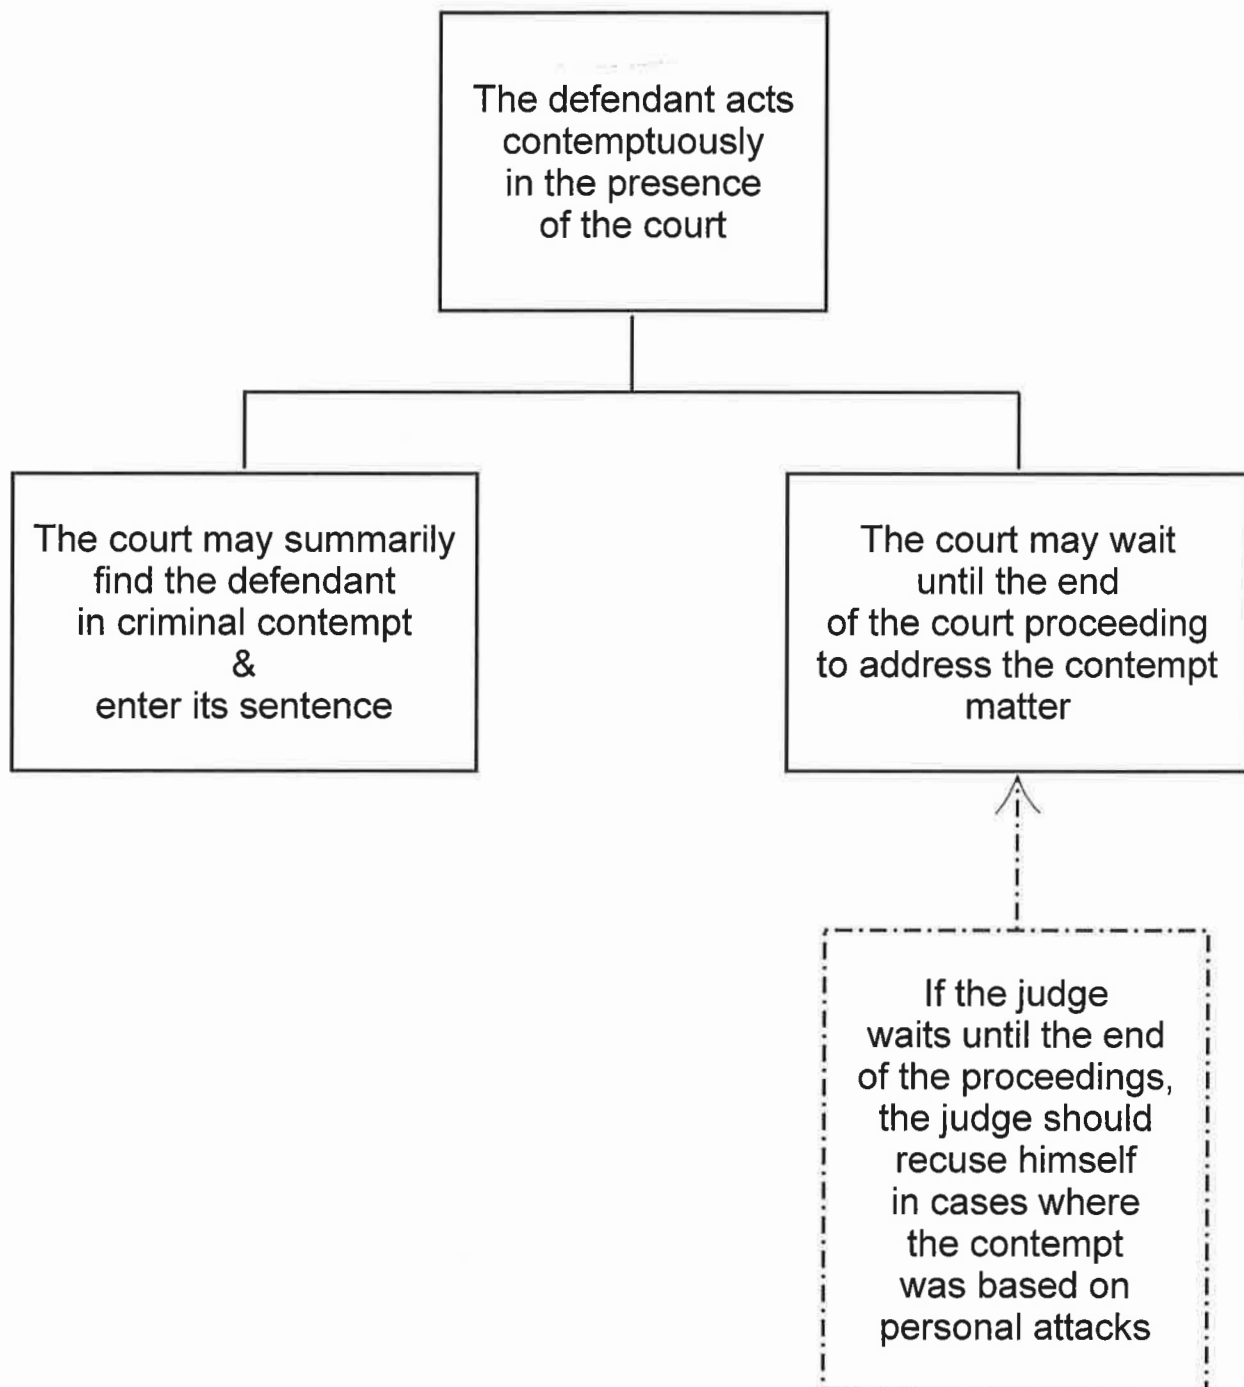 The defendant acts
contemptuously
in the presence
of the court
The court may summarily
find the defendant
in criminal contempt
&
enter its sentence
The court may wait
until the end
of the court proceeding
to address the contempt
matter
If the judge
waits until the end
of the proceedings,
the judge should
recuse himself
in cases where
the contempt
was based on
personal attacks